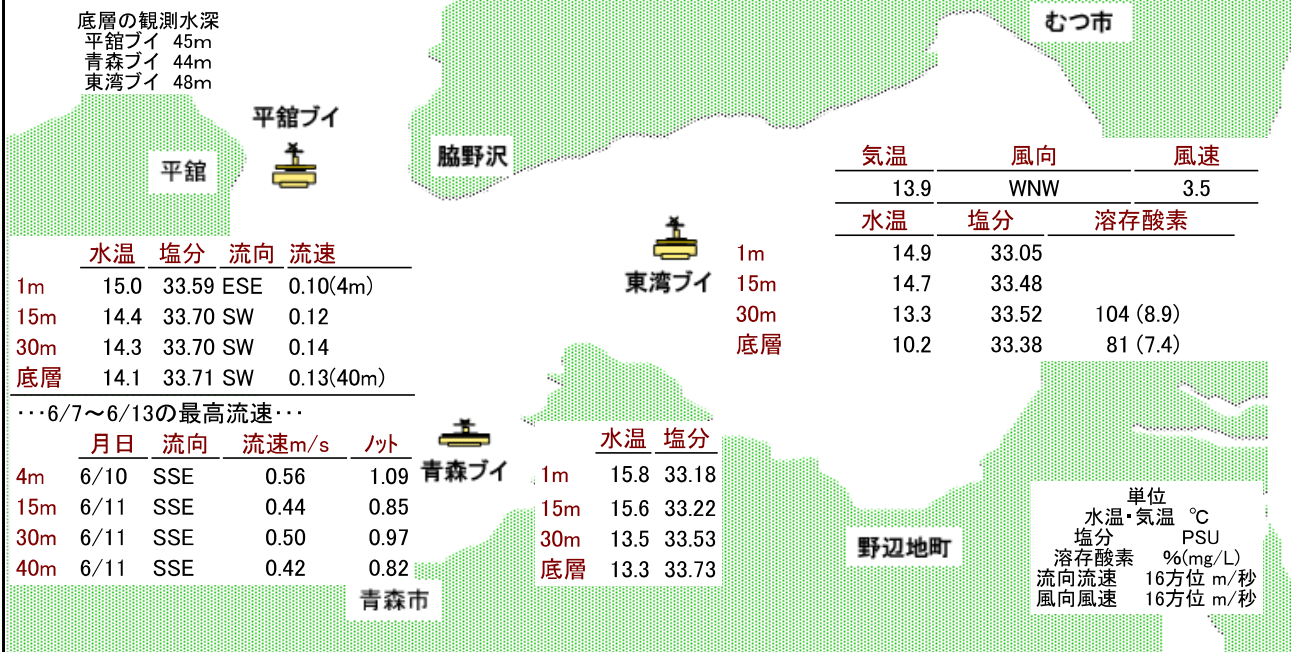 底層の観測水深
平舘ブイ 45m
青森ブイ 44m
東湾ブイ 48m
むつ市
平舘ブイ
平舘
脇野沢
気温 風向 風速
13.9 WNW 3.5
水温 塩分 溶存酸素
1m 14.9 33.05
15m 14.7 33.48
30m 13.3 33.52 104 (8.9)
底層 10.2 33.38 81 (7.4)
東湾ブイ
水温 塩分 流向 流速
1m 15.0 33.59 ESE 0.10(4m)
15m 14.4 33.70 SW 0.12
30m 14.3 33.70 SW 0.14
底層 14.1 33.71 SW 0.13(40m)
…6/7～6/13の最高流速…
月日 流向 流速m/s ノット
4m 6/10 SSE 0.56 1.09
15m 6/11 SSE 0.44 0.85
30m 6/11 SSE 0.50 0.97
40m 6/11 SSE 0.42 0.82
青森ブイ
水温 塩分
1m 15.8 33.18
15m 15.6 33.22
30m 13.5 33.53
底層 13.3 33.73
青森市
野辺地町
単位
水温・気温 ℃
塩分 PSU
溶存酸素 %(mg/L)
流向流速 16方位 m/秒
風向風速 16方位 m/秒